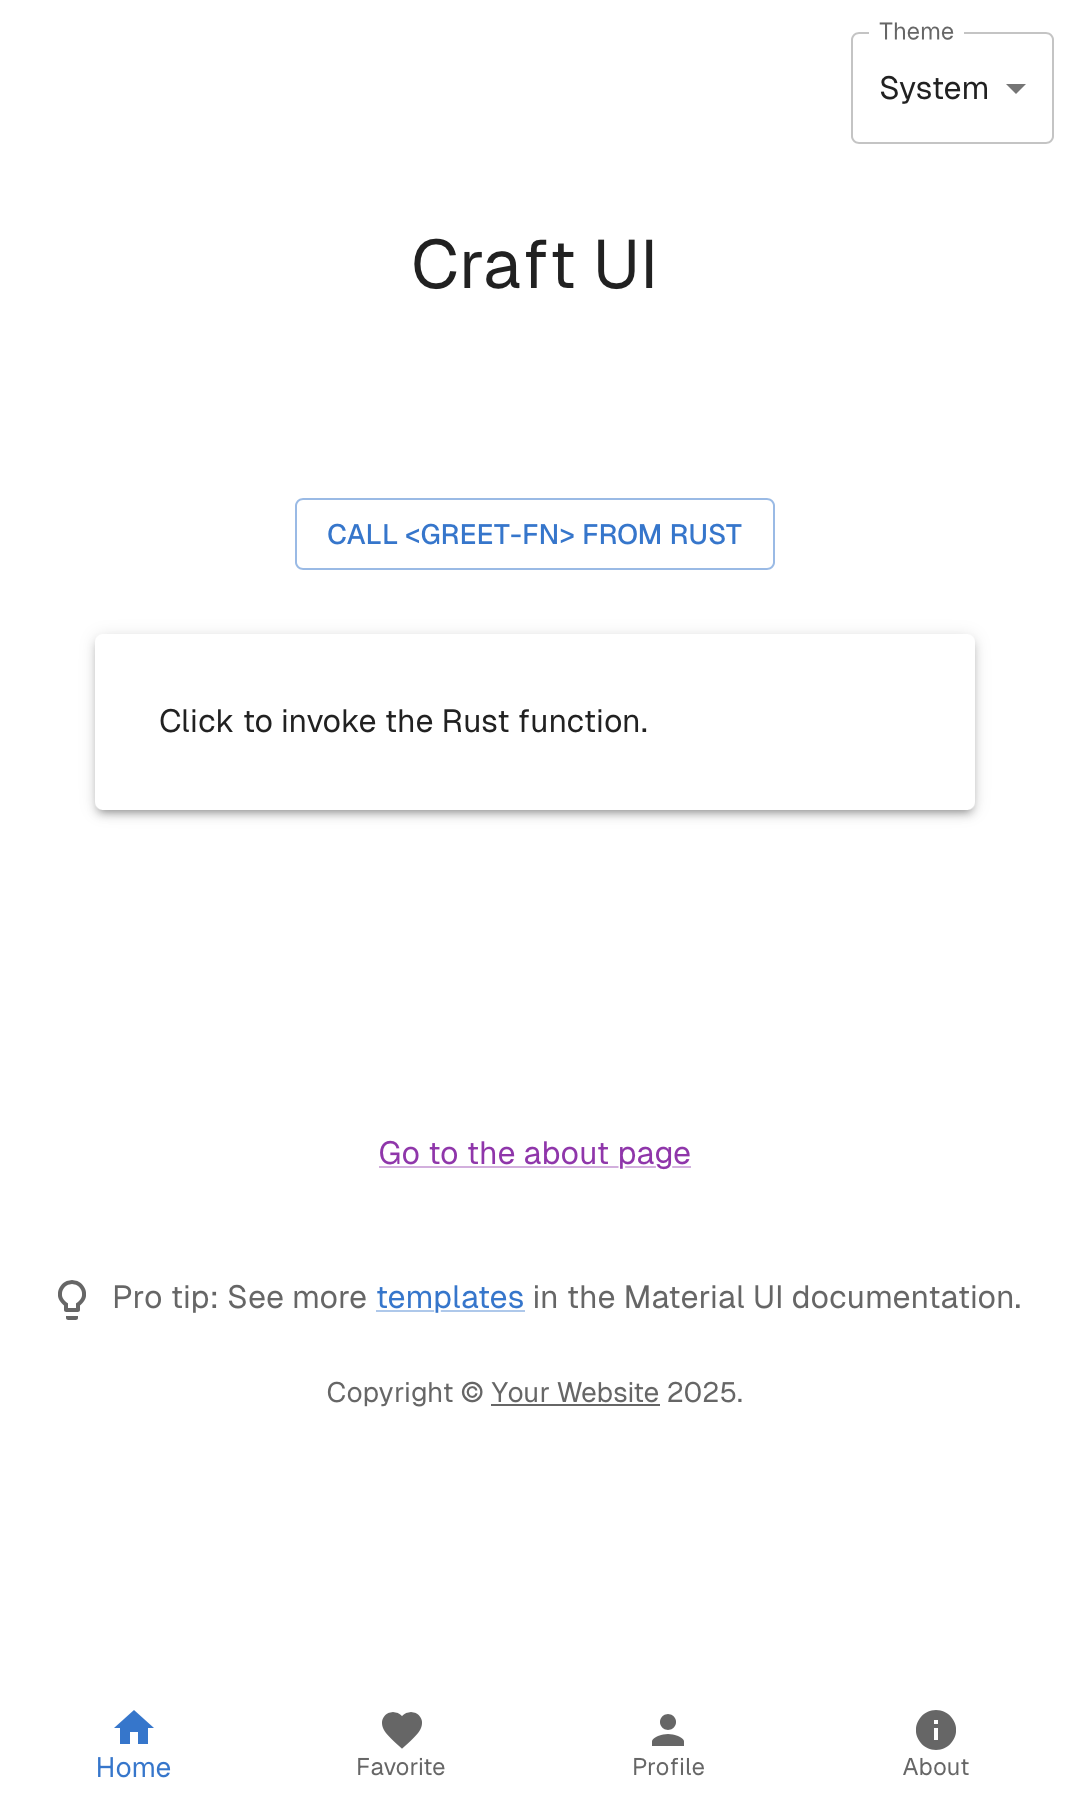 Theme
System
Craft UI
CALL <GREET-FN> FROM RUST
Click to invoke the Rust function.
Go to the about page
Pro tip: See more templates in the Material UI documentation.
Copyright © Your Website 2025.
Home
Favorite
Profile
About